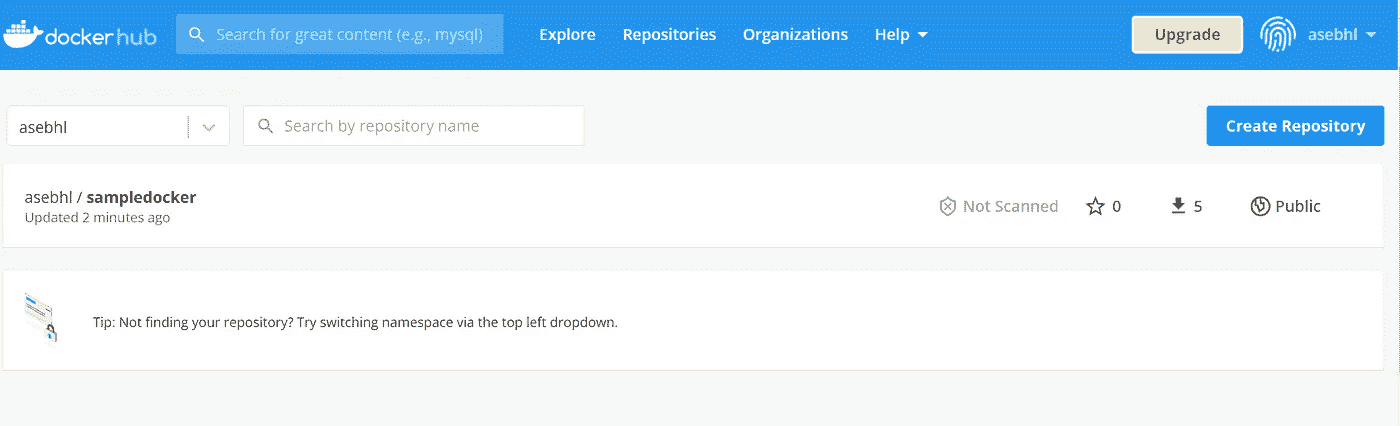 dockerhub Search for great content (e.g., mysql) Explore Repositories Organizations Help Upgrade asebhl
asebhl Search by repository name Create Repository
asebhl / sampledocker
Updated 2 minutes ago
Not Scanned 0 5 Public
Tip: Not finding your repository? Try switching namespace via the top left dropdown.